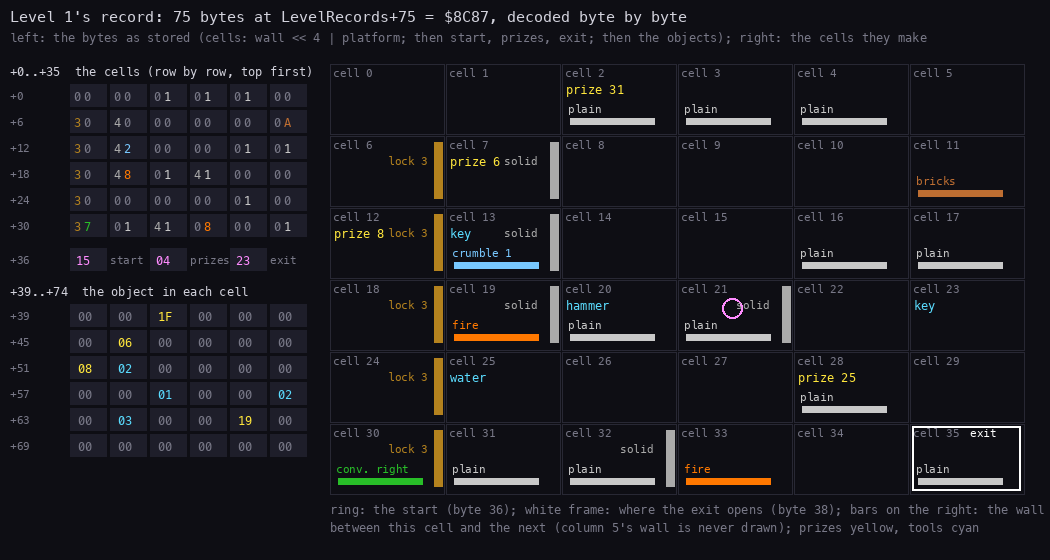 Level 1's record: 75 bytes at LevelRecords+75 = $8C87, decoded byte by byte
left: the bytes as stored (cells: wall << 4 | platform; then start, prizes, exit; then the objects); right: the cells they make
+0..+35 the cells (row by row, top first)
+0 00 00 01 01 01 00
+6 30 40 00 00 00 0A
+12 30 42 00 00 01 01
+18 30 48 01 41 00 00
+24 30 00 00 00 01 00
+30 37 01 41 08 00 01
+36 15 start 04 prizes 23 exit
+39..+74 the object in each cell
+39 00 00 1F 00 00 00
+45 00 06 00 00 00 00
+51 08 02 00 00 00 00
+57 00 00 01 00 00 02
+63 00 03 00 00 19 00
+69 00 00 00 00 00 00
cell 0 cell 1 cell 2 cell 3 cell 4 cell 5
prize 31
plain plain plain
cell 6 cell 7 cell 8 cell 9 cell 10 cell 11
lock 3 prize 6 solid
bricks
cell 12 cell 13 cell 14 cell 15 cell 16 cell 17
prize 8 lock 3 key solid
crumble 1 plain plain
cell 18 cell 19 cell 20 cell 21 cell 22 cell 23
lock 3 solid hammer solid key
fire plain plain
cell 24 cell 25 cell 26 cell 27 cell 28 cell 29
lock 3 water prize 25
plain
cell 30 cell 31 cell 32 cell 33 cell 34 cell 35 exit
lock 3 solid
conv. right plain plain fire plain
ring: the start (byte 36); white frame: where the exit opens (byte 38); bars on the right: the wall
between this cell and the next (column 5's wall is never drawn); prizes yellow, tools cyan